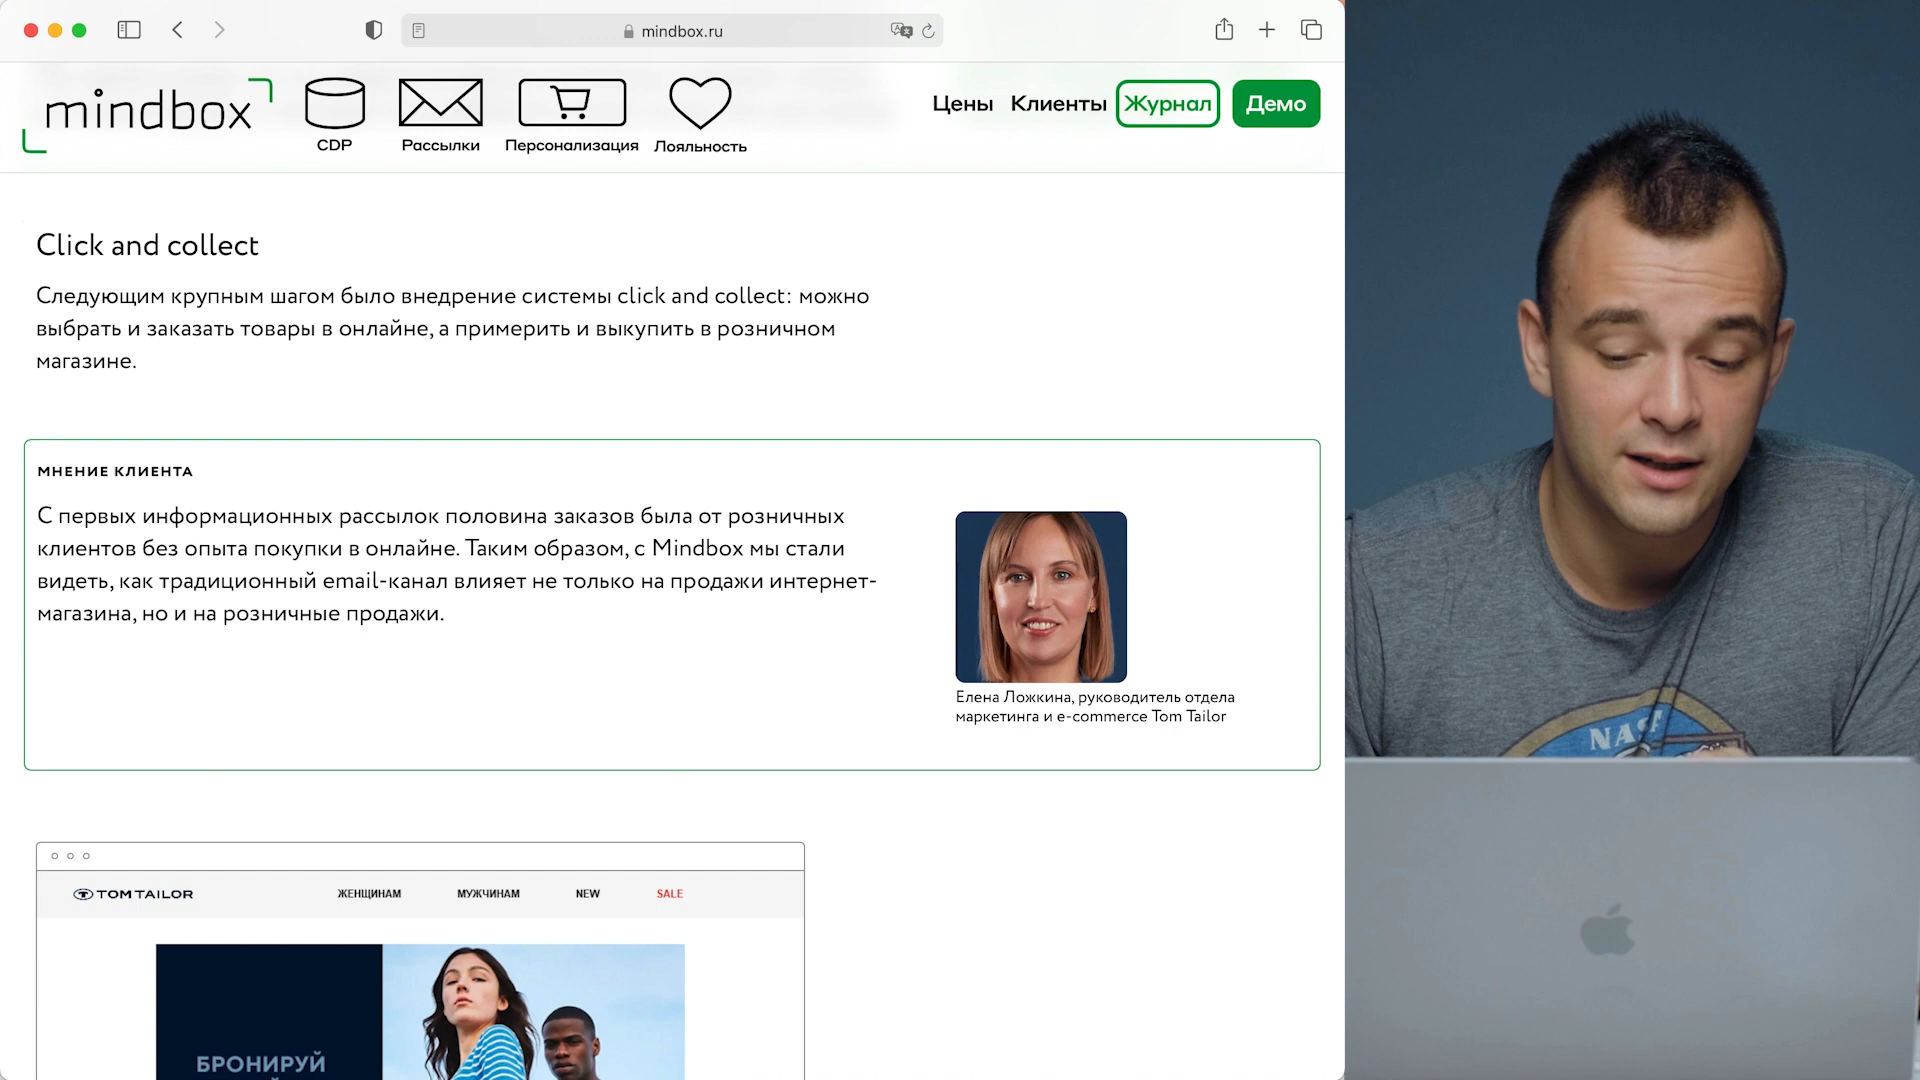 mindbox.ru
mindbox
CDP
Рассылки
Персонализация
Лояльность
Цены
Клиенты
Журнал
Демо
Click and collect
Следующим крупным шагом было внедрение системы click and collect: можно
выбрать и заказать товары в онлайне, а примерить и выкупить в розничном
магазине.
МНЕНИЕ КЛИЕНТА
С первых информационных рассылок половина заказов была от розничных
клиентов без опыта покупки в онлайне. Таким образом, с Mindbox мы стали
видеть, как традиционный email-канал влияет не только на продажи интернет-
магазина, но и на розничные продажи.
Елена Ложкина, руководитель отдела
маркетинга и e-commerce Tom Tailor
TOM TAILOR
ЖЕНЩИНАМ
МУЖЧИНАМ
NEW
SALE
БРОНИРУЙ
NASA